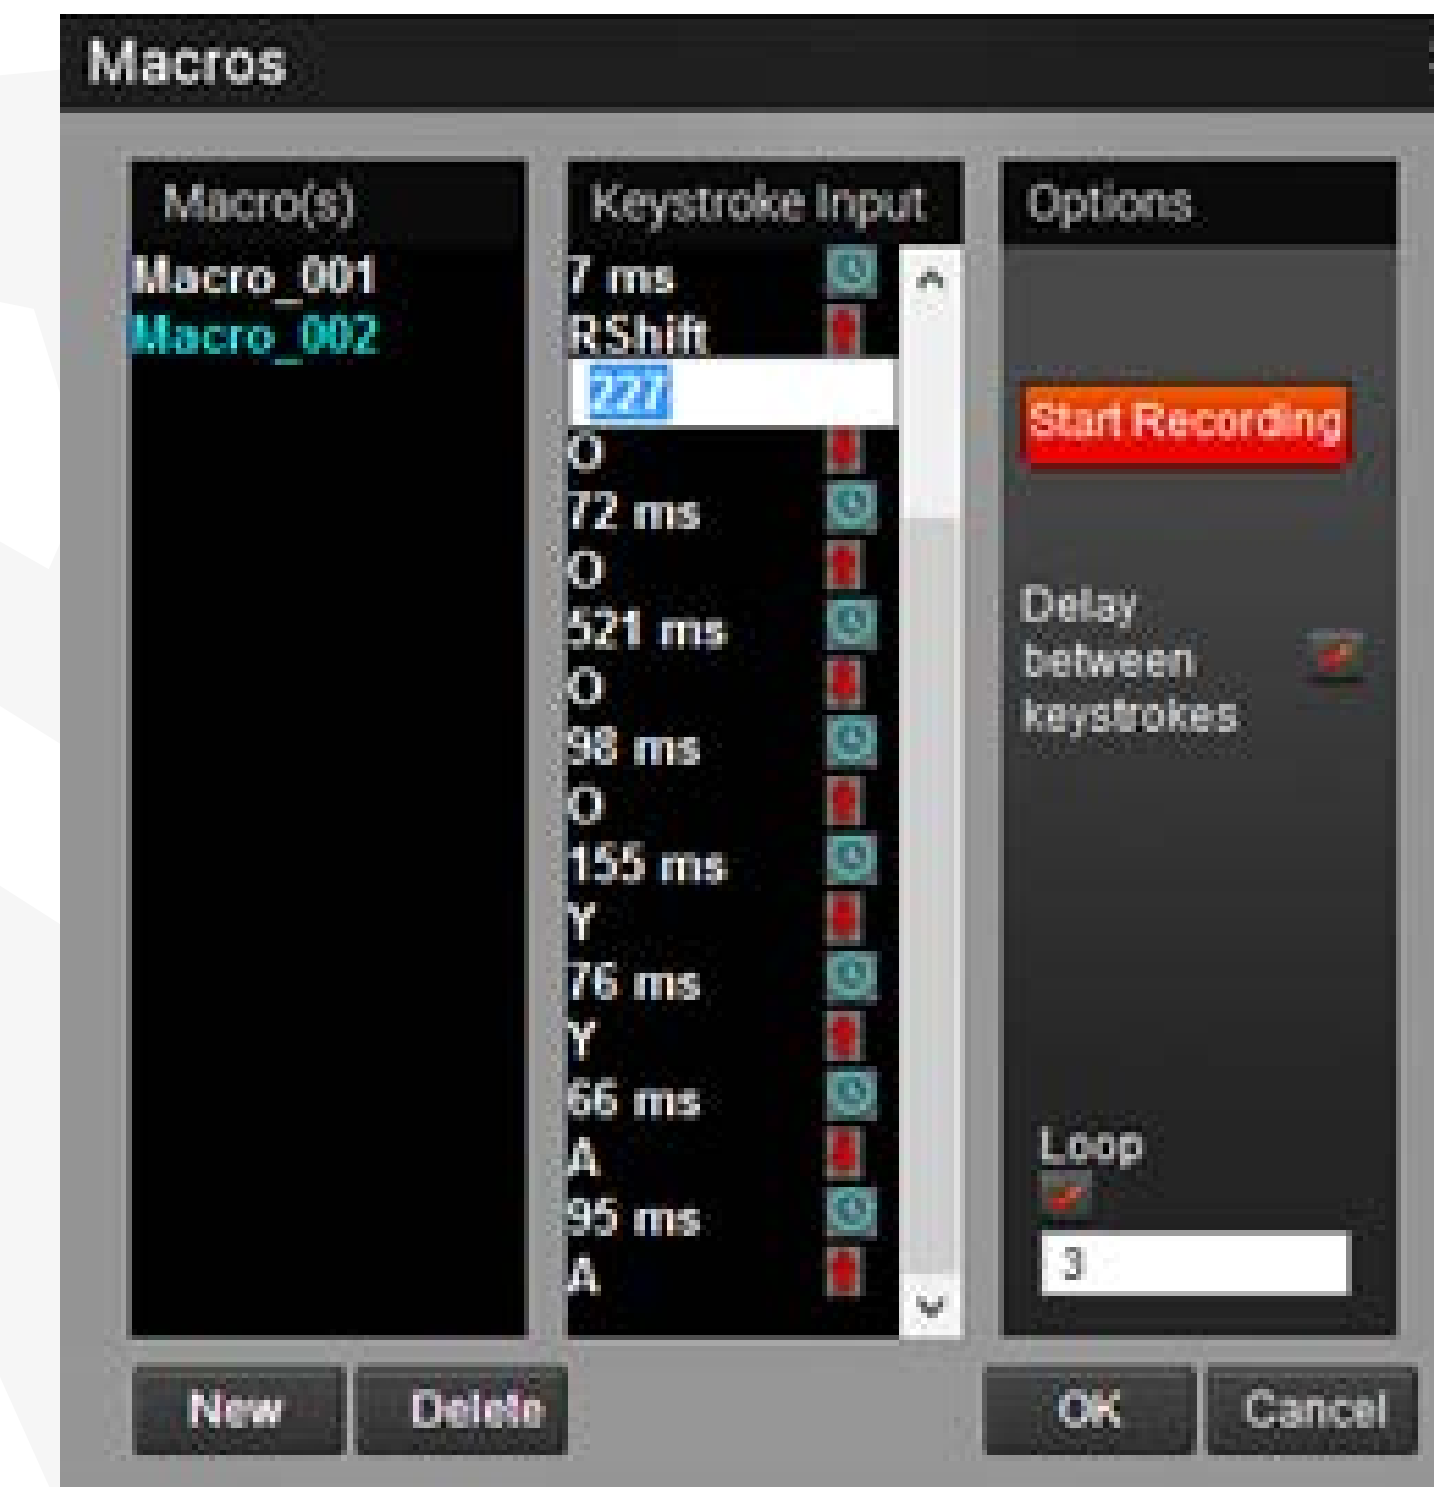 Macros
Macro(s)
Macro_001
Macro_002
Keystroke Input
7 ms
RShift
227
O
72 ms
O
521 ms
O
98 ms
O
155 ms
Y
76 ms
Y
66 ms
A
95 ms
A
Options
Start Recording
Delay
between
keystrokes
Loop
3
New
Delete
OK
Cancel